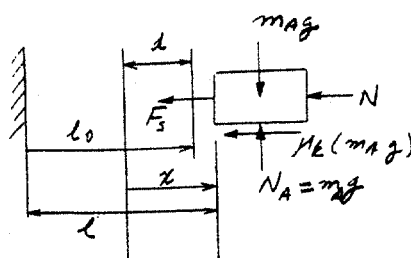 m_A g
d
F_s
N
μ_k (m_A g)
l_0
N_A = m_A g
x
l